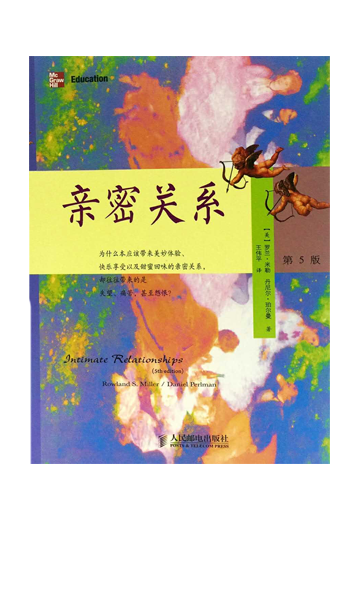 Mc
Graw
Hill
Education
亲密关系
为什么本应该带来美妙体验、
快乐享受以及甜蜜回味的亲密关系，
却往往带来的是
失望、痛苦、甚至怨恨？
[美] 罗兰·米勒 丹尼尔·珀尔曼 著
王伟平 译
第5版
Intimate Relationships
(5th edition)
Rowland S. Miller / Daniel Perlman
人民邮电出版社
POSTS & TELECOM PRESS